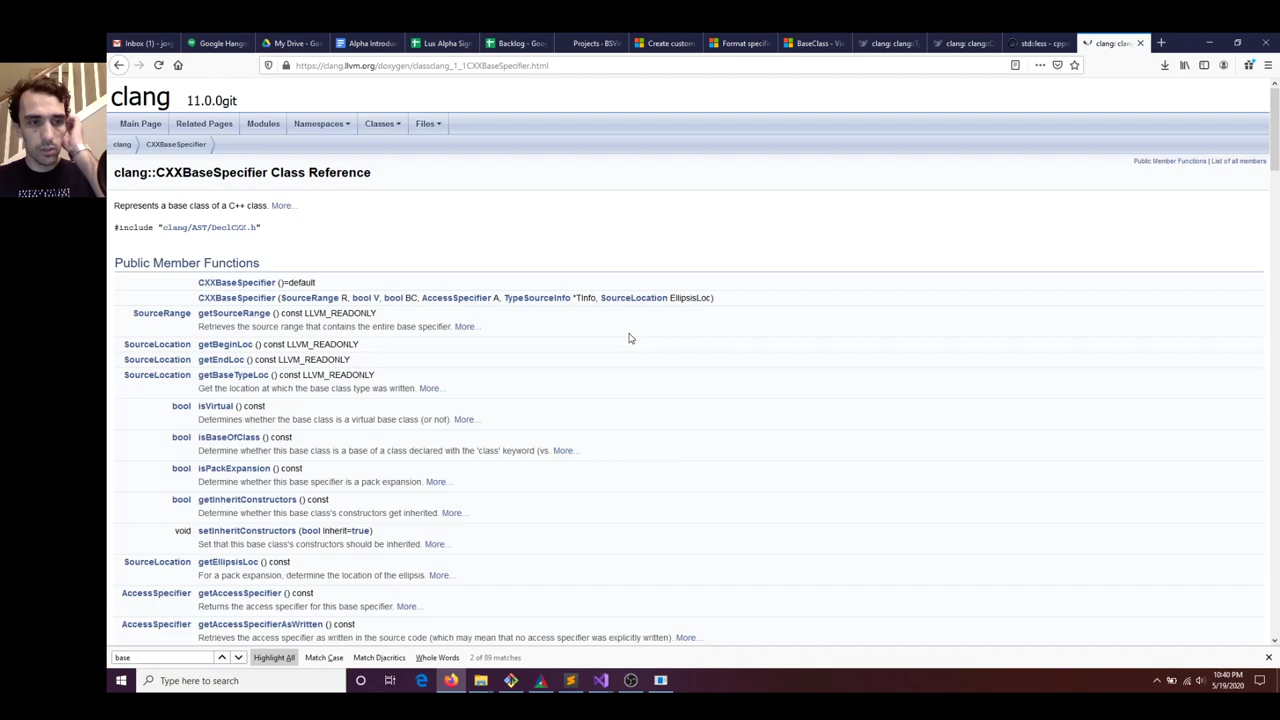 Inbox (1) - jorg
Google Hang
My Drive - Go
Alpha Introdu
Lux Alpha Sign
Backlog - Goo
Projects - BSVi
Create custom
Format specifi
BaseClass - Vi
clang: clang::T
clang: clang::C
std::less - cppr
clang: clang:
https://clang.llvm.org/doxygen/classclang_1_1CXXBaseSpecifier.html
clang 11.0.0git
Main Page Related Pages Modules Namespaces Classes Files
clang CXXBaseSpecifier
Public Member Functions | List of all members
clang::CXXBaseSpecifier Class Reference
Represents a base class of a C++ class. More...
#include "clang/AST/DeclCXX.h"
Public Member Functions
CXXBaseSpecifier ()=default
CXXBaseSpecifier (SourceRange R, bool V, bool BC, AccessSpecifier A, TypeSourceInfo *TInfo, SourceLocation EllipsisLoc)
SourceRange getSourceRange () const LLVM_READONLY
Retrieves the source range that contains the entire base specifier. More...
SourceLocation getBeginLoc () const LLVM_READONLY
SourceLocation getEndLoc () const LLVM_READONLY
SourceLocation getBaseTypeLoc () const LLVM_READONLY
Get the location at which the base class type was written. More...
bool isVirtual () const
Determines whether the base class is a virtual base class (or not). More...
bool isBaseOfClass () const
Determine whether this base class is a base of a class declared with the 'class' keyword (vs. More...
bool isPackExpansion () const
Determine whether this base specifier is a pack expansion. More...
bool getInheritConstructors () const
Determine whether this base class's constructors get inherited. More...
void setInheritConstructors (bool Inherit=true)
Set that this base class's constructors should be inherited. More...
SourceLocation getEllipsisLoc () const
For a pack expansion, determine the location of the ellipsis. More...
AccessSpecifier getAccessSpecifier () const
Returns the access specifier for this base specifier. More...
AccessSpecifier getAccessSpecifierAsWritten () const
Retrieves the access specifier as written in the source code (which may mean that no access specifier was explicitly written). More...
base Highlight All Match Case Match Diacritics Whole Words 2 of 89 matches
Type here to search
10:40 PM
5/19/2020